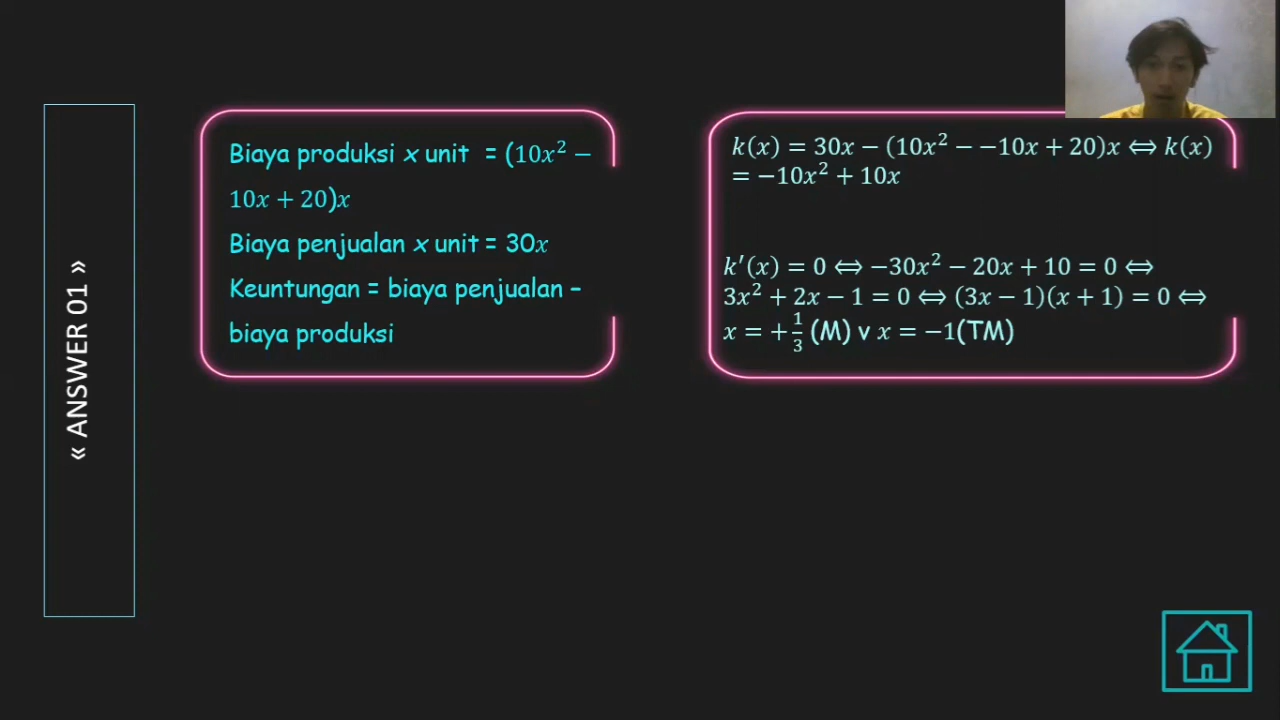 « ANSWER 01 »
Biaya produksi x unit = (10x² −
10x + 20)x
Biaya penjualan x unit = 30x
Keuntungan = biaya penjualan –
biaya produksi
k(x) = 30x − (10x² − −10x + 20)x ⇔ k(x)
= −10x² + 10x
k′(x) = 0 ⇔ −30x² − 20x + 10 = 0 ⇔
3x² + 2x − 1 = 0 ⇔ (3x − 1)(x + 1) = 0 ⇔
x = +1/3 (M) v x = −1(TM)